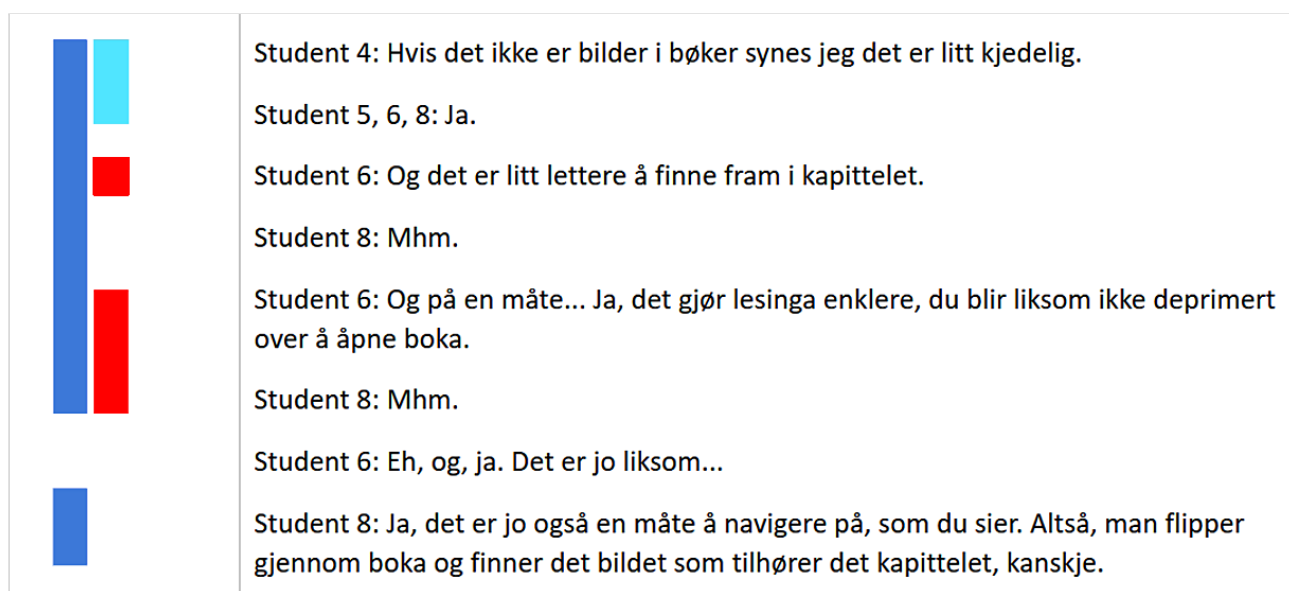 Student 4: Hvis det ikke er bilder i bøker synes jeg det er litt kjedelig.
Student 5, 6, 8: Ja.
Student 6: Og det er litt lettere å finne fram i kapittelet.
Student 8: Mhm.
Student 6: Og på en måte... Ja, det gjør lesinga enklere, du blir liksom ikke deprimert
over å åpne boka.
Student 8: Mhm.
Student 6: Eh, og, ja. Det er jo liksom...
Student 8: Ja, det er jo også en måte å navigere på, som du sier. Altså, man flipper
gjennom boka og finner det bildet som tilhører det kapittelet, kanskje.